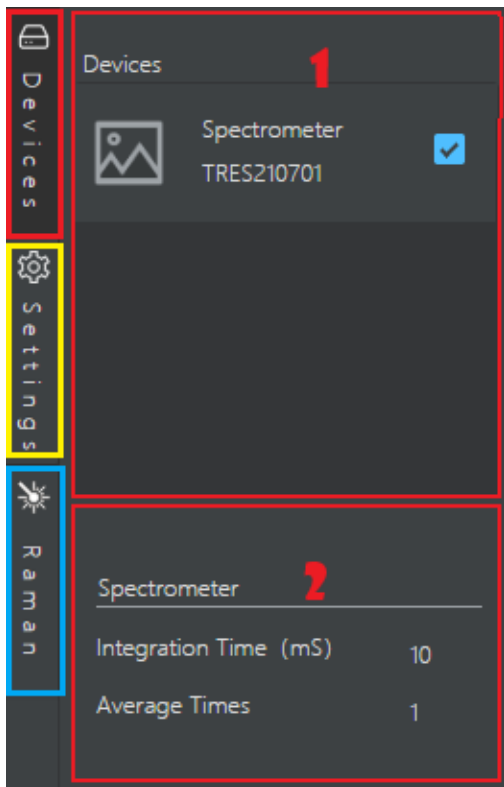 Devices
Settings
Raman
Devices
1
Spectrometer
TRES210701
2
Spectrometer
Integration Time (mS) 10
Average Times 1